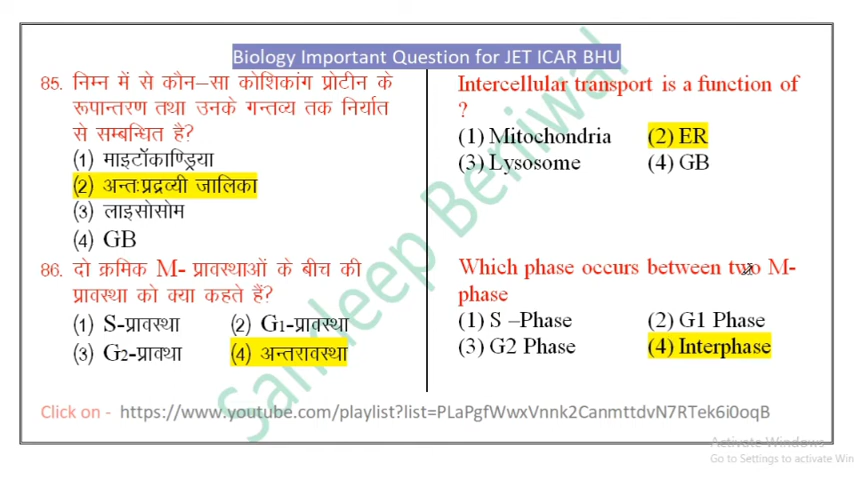 Biology Important Question for JET ICAR BHU
85. निम्न में से कौन–सा कोशिकांग प्रोटीन के
रूपान्तरण तथा उनके गन्तव्य तक निर्यात
से सम्बन्धित है?
(1) माइटॉकाण्ड्रिया
(2) अन्तःप्रद्रव्यी जालिका
(3) लाइसोसोम
(4) GB
86. दो क्रमिक M- प्रावस्थाओं के बीच की
प्रावस्था को क्या कहते हैं?
(1) S-प्रावस्था (2) G1-प्रावस्था
(3) G2-प्रावथा (4) अन्तरावस्था
Intercellular transport is a function of
?
(1) Mitochondria (2) ER
(3) Lysosome (4) GB
Which phase occurs between two M-
phase
(1) S –Phase (2) G1 Phase
(3) G2 Phase (4) Interphase
Sandeep Beniwal
Click on - https://www.youtube.com/playlist?list=PLaPgfWwxVnnk2CanmttdvN7RTek6i0oqB
Activate Windows
Go to Settings to activate Win